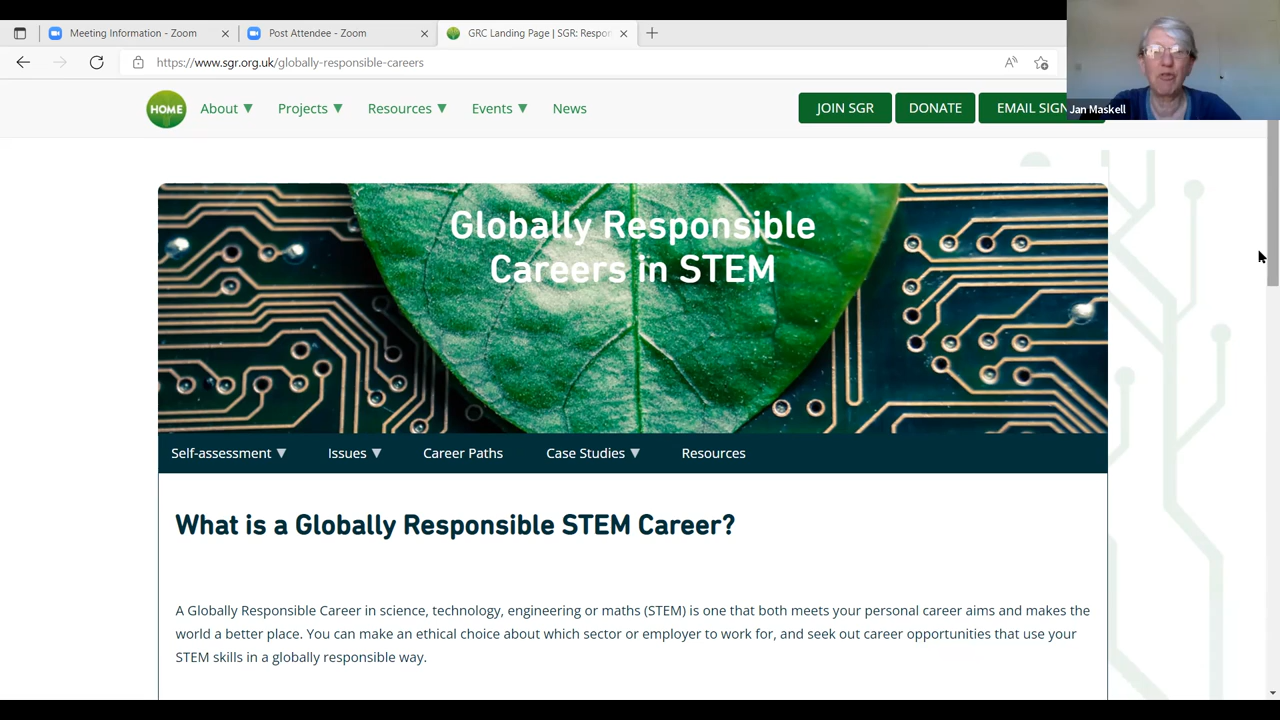 Meeting Information - Zoom
Post Attendee - Zoom
GRC Landing Page | SGR: Respor
https://www.sgr.org.uk/globally-responsible-careers
Jan Maskell
HOME
About ▼
Projects ▼
Resources ▼
Events ▼
News
JOIN SGR
DONATE
EMAIL SIGN
Globally Responsible
Careers in STEM
Self-assessment ▼
Issues ▼
Career Paths
Case Studies ▼
Resources
What is a Globally Responsible STEM Career?
A Globally Responsible Career in science, technology, engineering or maths (STEM) is one that both meets your personal career aims and makes the
world a better place. You can make an ethical choice about which sector or employer to work for, and seek out career opportunities that use your
STEM skills in a globally responsible way.